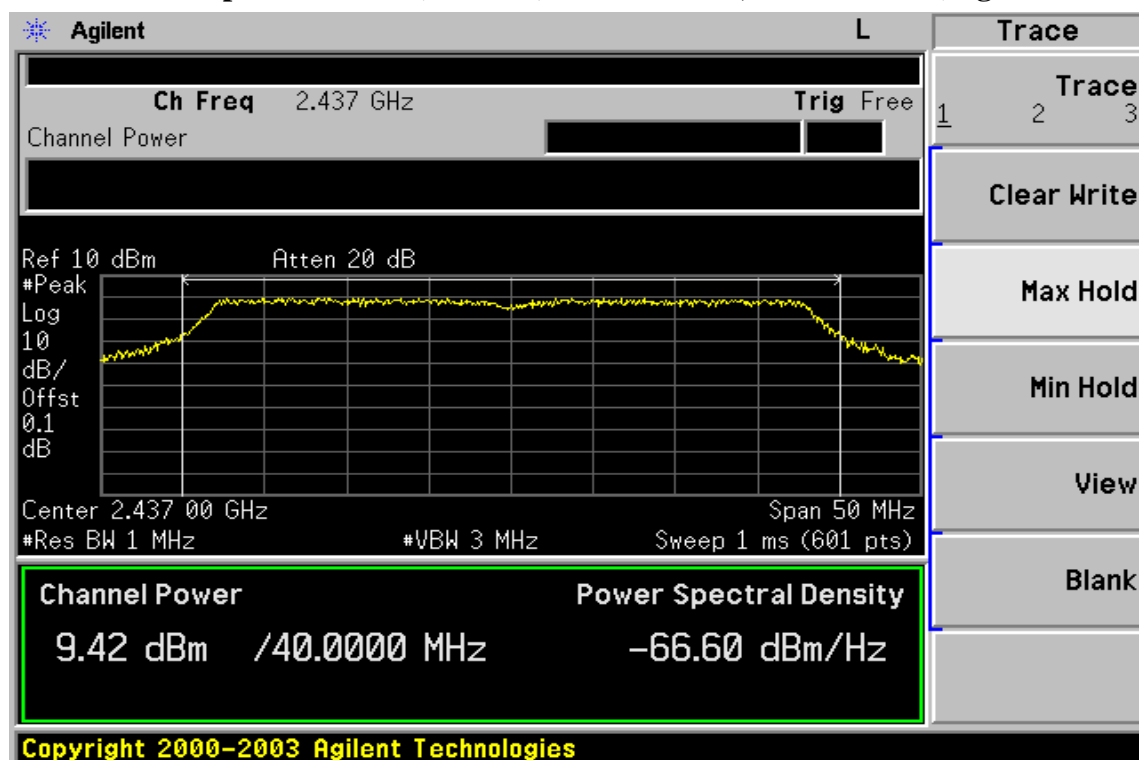 Agilent L Trace
Ch Freq 2.437 GHz Trig Free
Channel Power
Trace
1 2 3
Clear Write
Ref 10 dBm Atten 20 dB
#Peak
Log
10
dB/
Offst
0.1
dB
Max Hold
Min Hold
View
Center 2.437 00 GHz Span 50 MHz
#Res BW 1 MHz #VBW 3 MHz Sweep 1 ms (601 pts)
Blank
Channel Power Power Spectral Density
9.42 dBm /40.0000 MHz -66.60 dBm/Hz
Copyright 2000-2003 Agilent Technologies